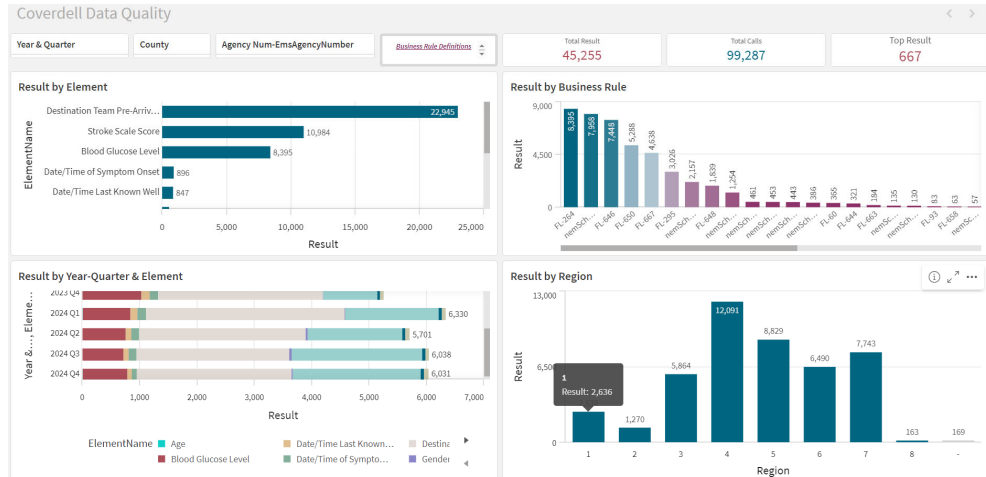 Coverdell Data Quality
Year & Quarter
County
Agency Num-EmsAgencyNumber
Business Rule Definitions
Total Result
45,255
Total Calls
99,287
Top Result
667
Result by Element
ElementName
Destination Team Pre-Arriv...
22,945
Stroke Scale Score
10,984
Blood Glucose Level
8,395
Date/Time of Symptom Onset
896
Date/Time Last Known Well
847
0 5,000 10,000 15,000 20,000 25,000
Result
Result by Business Rule
Result
9,000
4,500
0
8,395 7,958 7,448 5,288 4,638 3,026 2,157 1,839 1,254 461 453 443 386 365 321 184 135 130 83 63 57
FL-264 nemSch... FL-646 FL-650 FL-667 FL-295 nemSch... FL-648 nemSch... nemSch... nemSch... nemSch... nemSch... FL-60 FL-644 FL-663 nemSc... nemSc... FL-93 FL-658 nemSc...
Result by Year-Quarter & Element
Year &..., Eleme...
2023 Q4
2024 Q1
6,330
2024 Q2
5,701
2024 Q3
6,038
2024 Q4
6,031
0 1,000 2,000 3,000 4,000 5,000 6,000 7,000
Result
ElementName
Age
Date/Time Last Known...
Destina
Blood Glucose Level
Date/Time of Sympto...
Gender
Result by Region
Result
13,000
6,500
0
1
Result: 2,636
1,270
5,864
12,091
8,829
6,490
7,743
163
169
1 2 3 4 5 6 7 8 -
Region